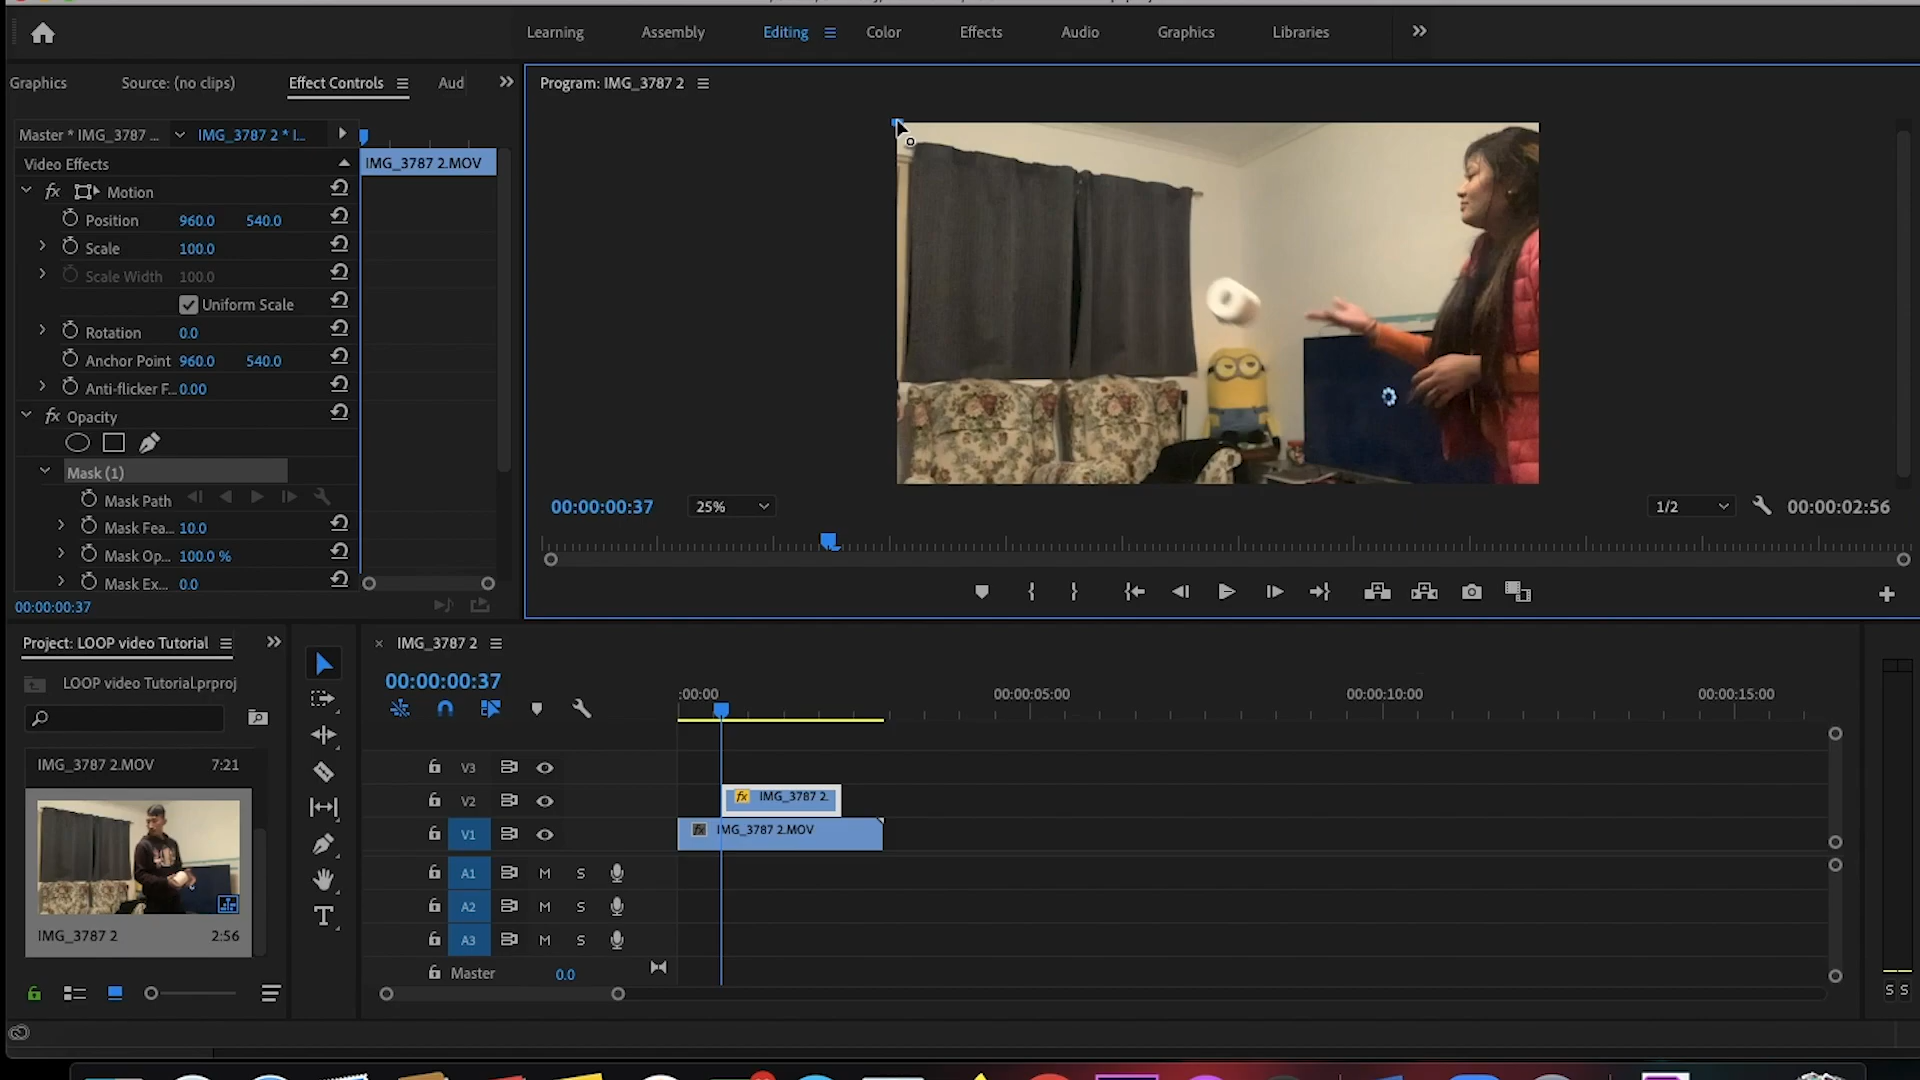 Learning Assembly Editing Color Effects Audio Graphics Libraries
Graphics Source: (no clips) Effect Controls Aud
Program: IMG_3787 2
Master * IMG_3787 ... IMG_3787 2 * I...
Video Effects
IMG_3787 2.MOV
fx Motion
Position 960.0 540.0
Scale 100.0
Scale Width 100.0
Uniform Scale
Rotation 0.0
Anchor Point 960.0 540.0
Anti-flicker F... 0.00
fx Opacity
Mask (1)
Mask Path
Mask Fea... 10.0
Mask Op... 100.0 %
Mask Ex... 0.0
00:00:00:37
00:00:00:37 25% 1/2 00:00:02:56
Project: LOOP video Tutorial
LOOP video Tutorial.prproj
IMG_3787 2.MOV 7:21
IMG_3787 2 2:56
IMG_3787 2
00:00:00:37
:00:00 00:00:05:00 00:00:10:00 00:00:15:00
V3
V2 fx IMG_3787 2.
V1 fx IMG_3787 2.MOV
A1 M S
A2 M S
A3 M S
Master 0.0
S S